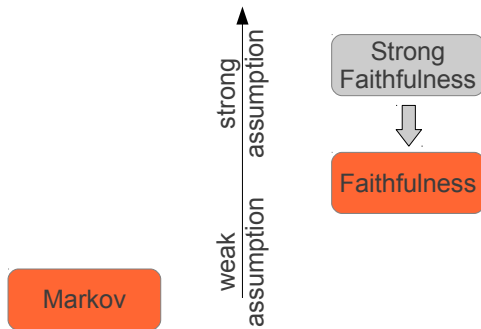 Strong
Faithfulness
strong
assumption
Faithfulness
weak
assumption
Markov